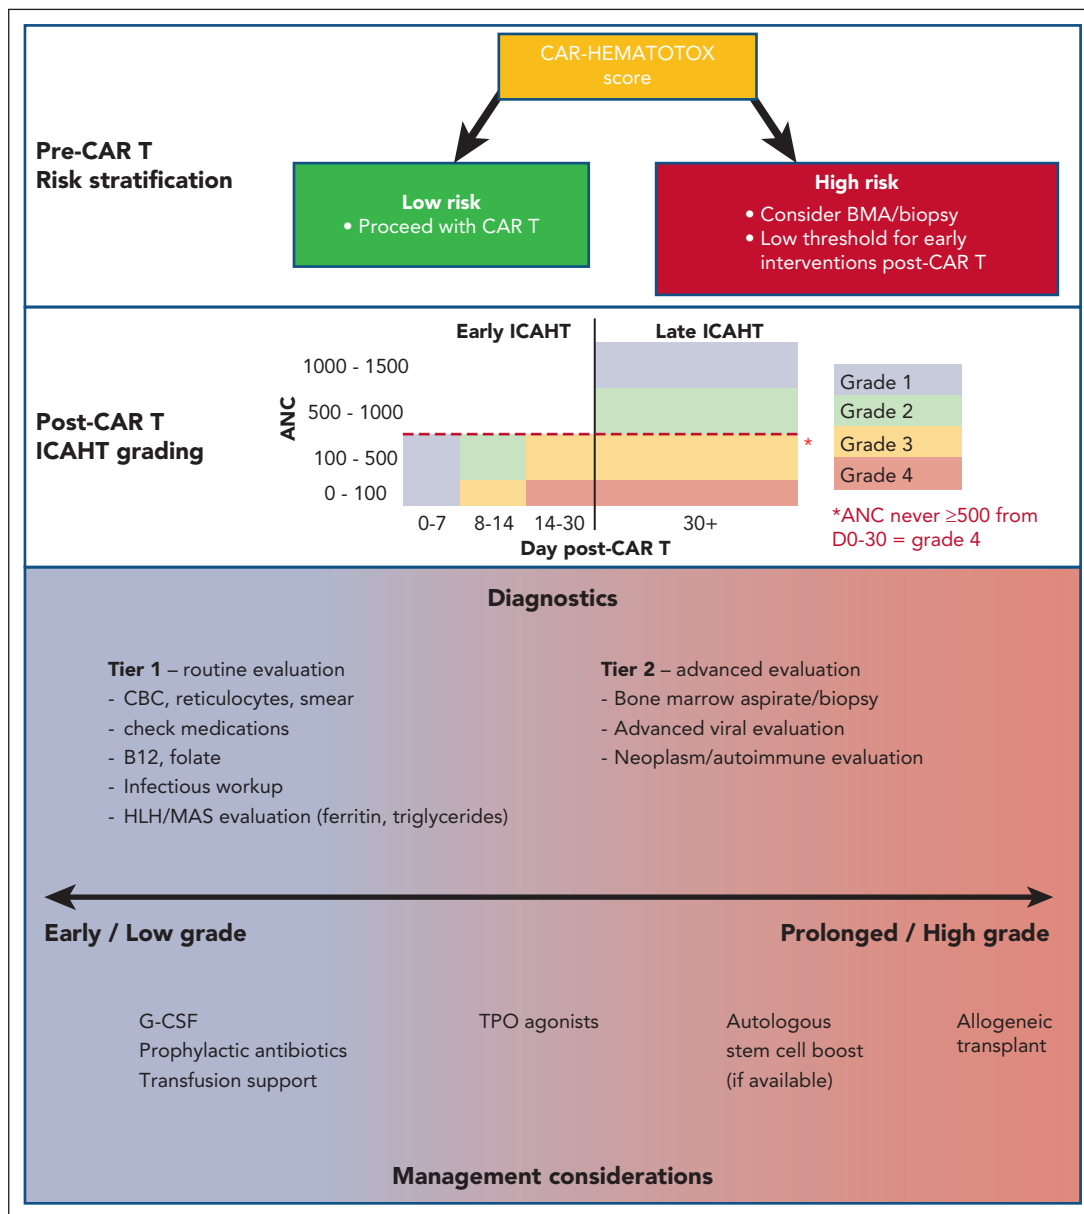 CAR-HEMATOTOX
score
Pre-CAR T
Risk stratification
Low risk
• Proceed with CAR T
High risk
• Consider BMA/biopsy
• Low threshold for early
interventions post-CAR T
Post-CAR T
ICAHT grading
Early ICAHT
Late ICAHT
ANC
1000 - 1500
500 - 1000
100 - 500
0 - 100
*
0-7
8-14
14-30
30+
Day post-CAR T
Grade 1
Grade 2
Grade 3
Grade 4
*ANC never ≥500 from
D0-30 = grade 4
Diagnostics
Tier 1 – routine evaluation
- CBC, reticulocytes, smear
- check medications
- B12, folate
- Infectious workup
- HLH/MAS evaluation (ferritin, triglycerides)
Tier 2 – advanced evaluation
- Bone marrow aspirate/biopsy
- Advanced viral evaluation
- Neoplasm/autoimmune evaluation
Early / Low grade
Prolonged / High grade
G-CSF
Prophylactic antibiotics
Transfusion support
TPO agonists
Autologous
stem cell boost
(if available)
Allogeneic
transplant
Management considerations